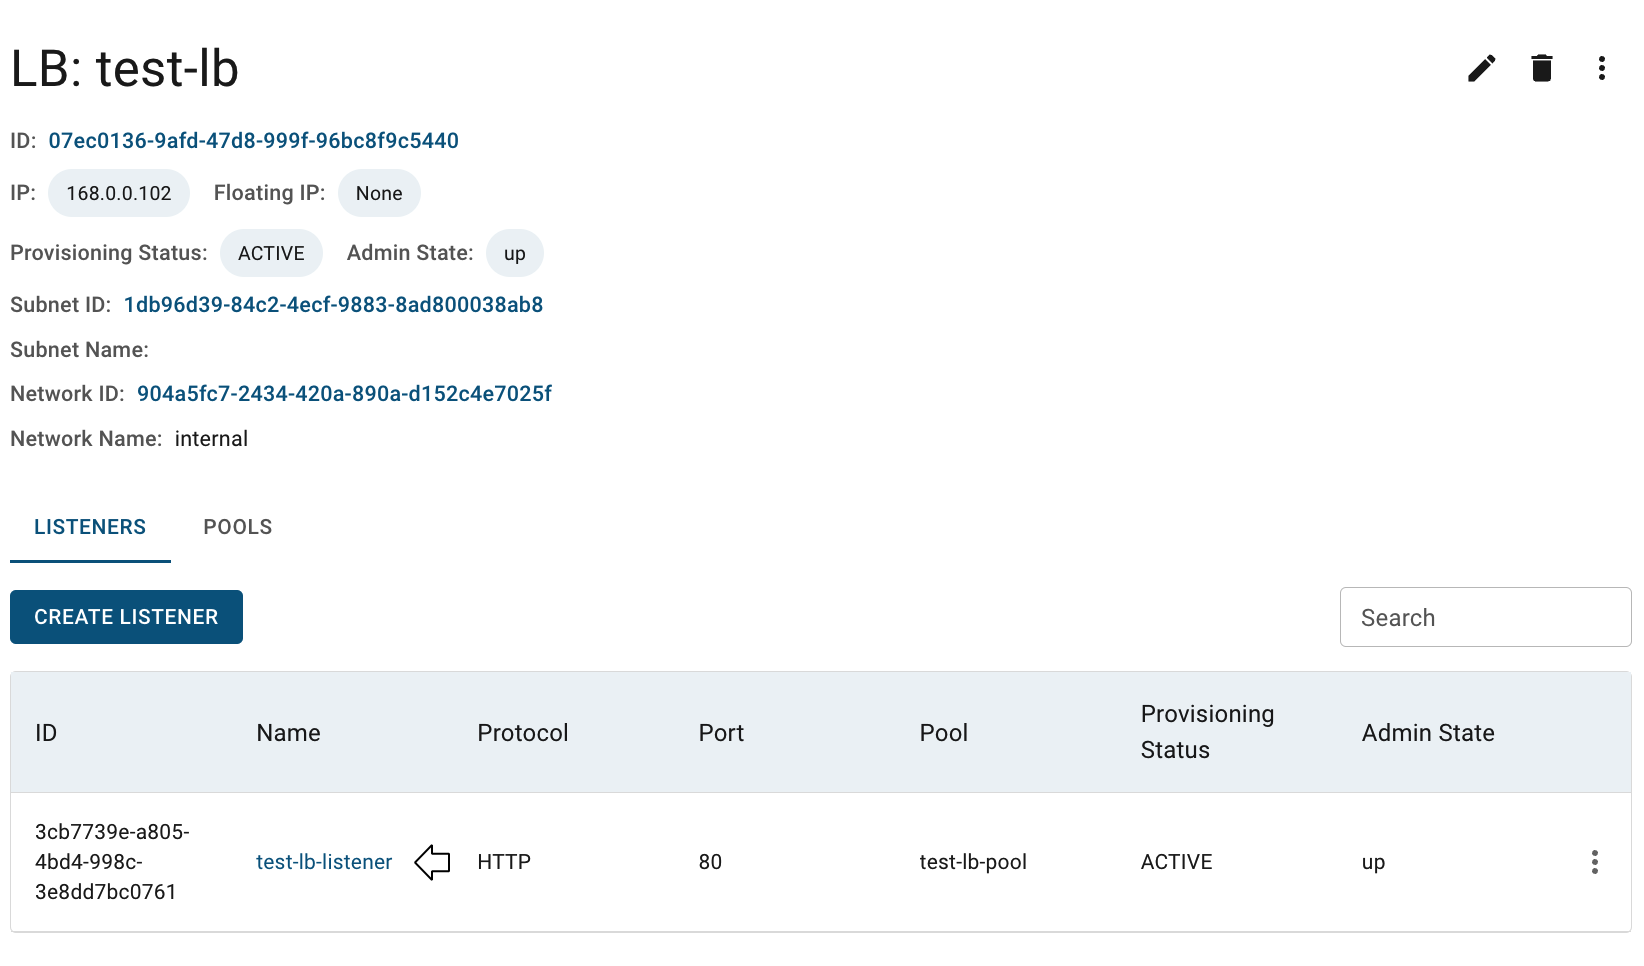 LB: test-lb
ID: 07ec0136-9afd-47d8-999f-96bc8f9c5440
IP: 168.0.0.102 Floating IP: None
Provisioning Status: ACTIVE Admin State: up
Subnet ID: 1db96d39-84c2-4ecf-9883-8ad800038ab8
Subnet Name:
Network ID: 904a5fc7-2434-420a-890a-d152c4e7025f
Network Name: internal
LISTENERS POOLS
CREATE LISTENER Search
ID Name Protocol Port Pool Provisioning Status Admin State
3cb7739e-a805-
4bd4-998c- test-lb-listener HTTP 80 test-lb-pool ACTIVE up
3e8dd7bc0761